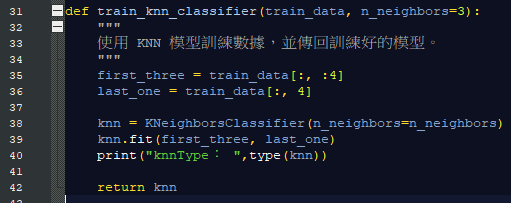 31 def train_knn_classifier(train_data, n_neighbors=3):
32     """
33     使用 KNN 模型訓練數據，並傳回訓練好的模型。
34     """
35     first_three = train_data[:, :4]
36     last_one = train_data[:, 4]
37
38     knn = KNeighborsClassifier(n_neighbors=n_neighbors)
39     knn.fit(first_three, last_one)
40     print("knnType： ",type(knn))
41
42     return knn